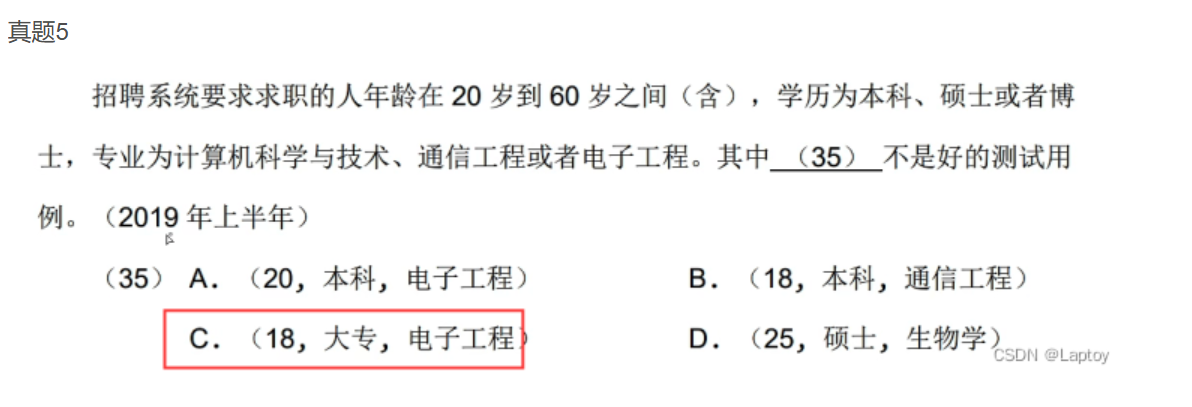 真题5
招聘系统要求求职的人年龄在 20 岁到 60 岁之间（含），学历为本科、硕士或者博
士，专业为计算机科学与技术、通信工程或者电子工程。其中 （35） 不是好的测试用
例。（2019 年上半年）
（35） A．（20，本科，电子工程） B．（18，本科，通信工程）
C．（18，大专，电子工程） D．（25，硕士，生物学）
CSDN @Laptoy